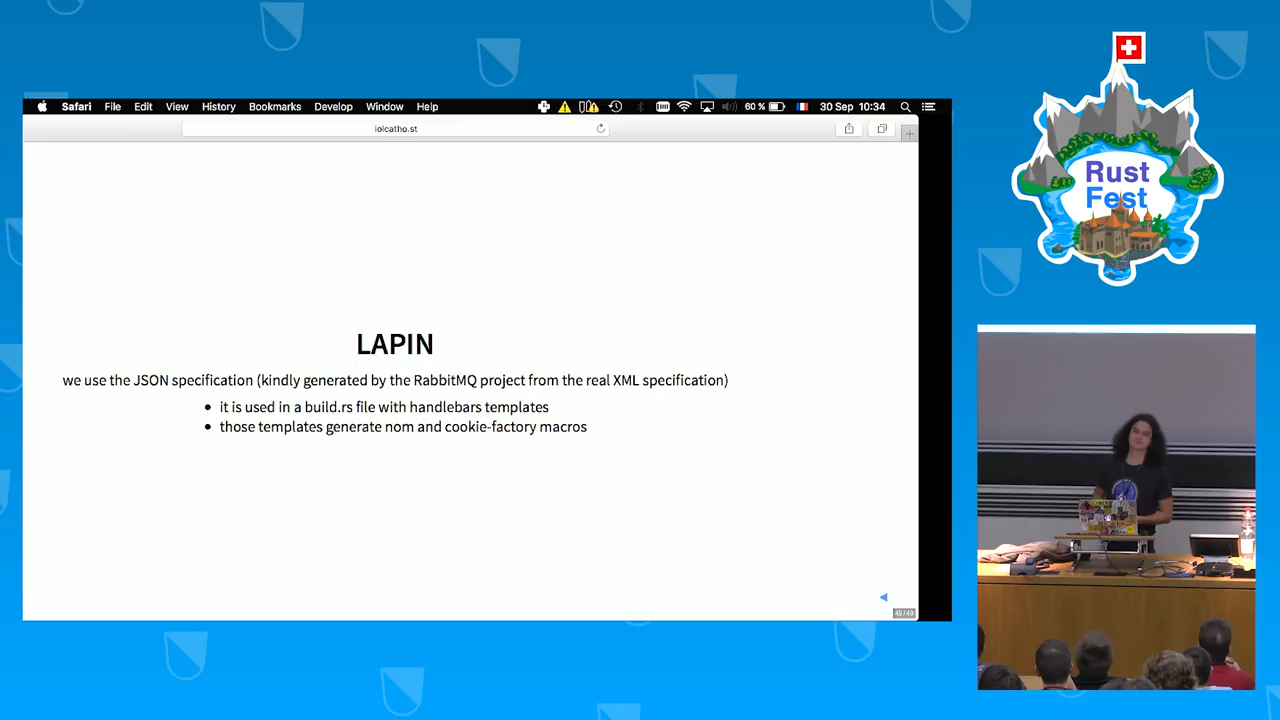 Safari File Edit View History Bookmarks Develop Window Help 60 % 30 Sep 10:34
lolcatho.st
LAPIN
we use the JSON specification (kindly generated by the RabbitMQ project from the real XML specification)
• it is used in a build.rs file with handlebars templates
• those templates generate nom and cookie-factory macros
49/49
Rust
Fest